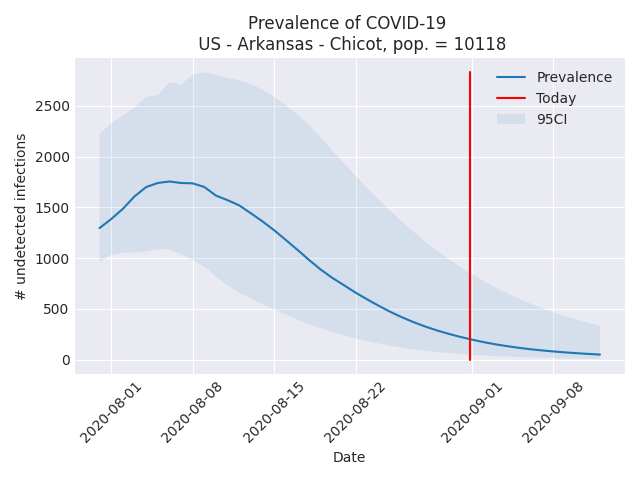 Prevalence of COVID-19
US - Arkansas - Chicot, pop. = 10118
Prevalence
Today
95CI
# undetected infections
2500
2000
1500
1000
500
0
2020-08-01
2020-08-08
2020-08-15
2020-08-22
2020-09-01
2020-09-08
Date